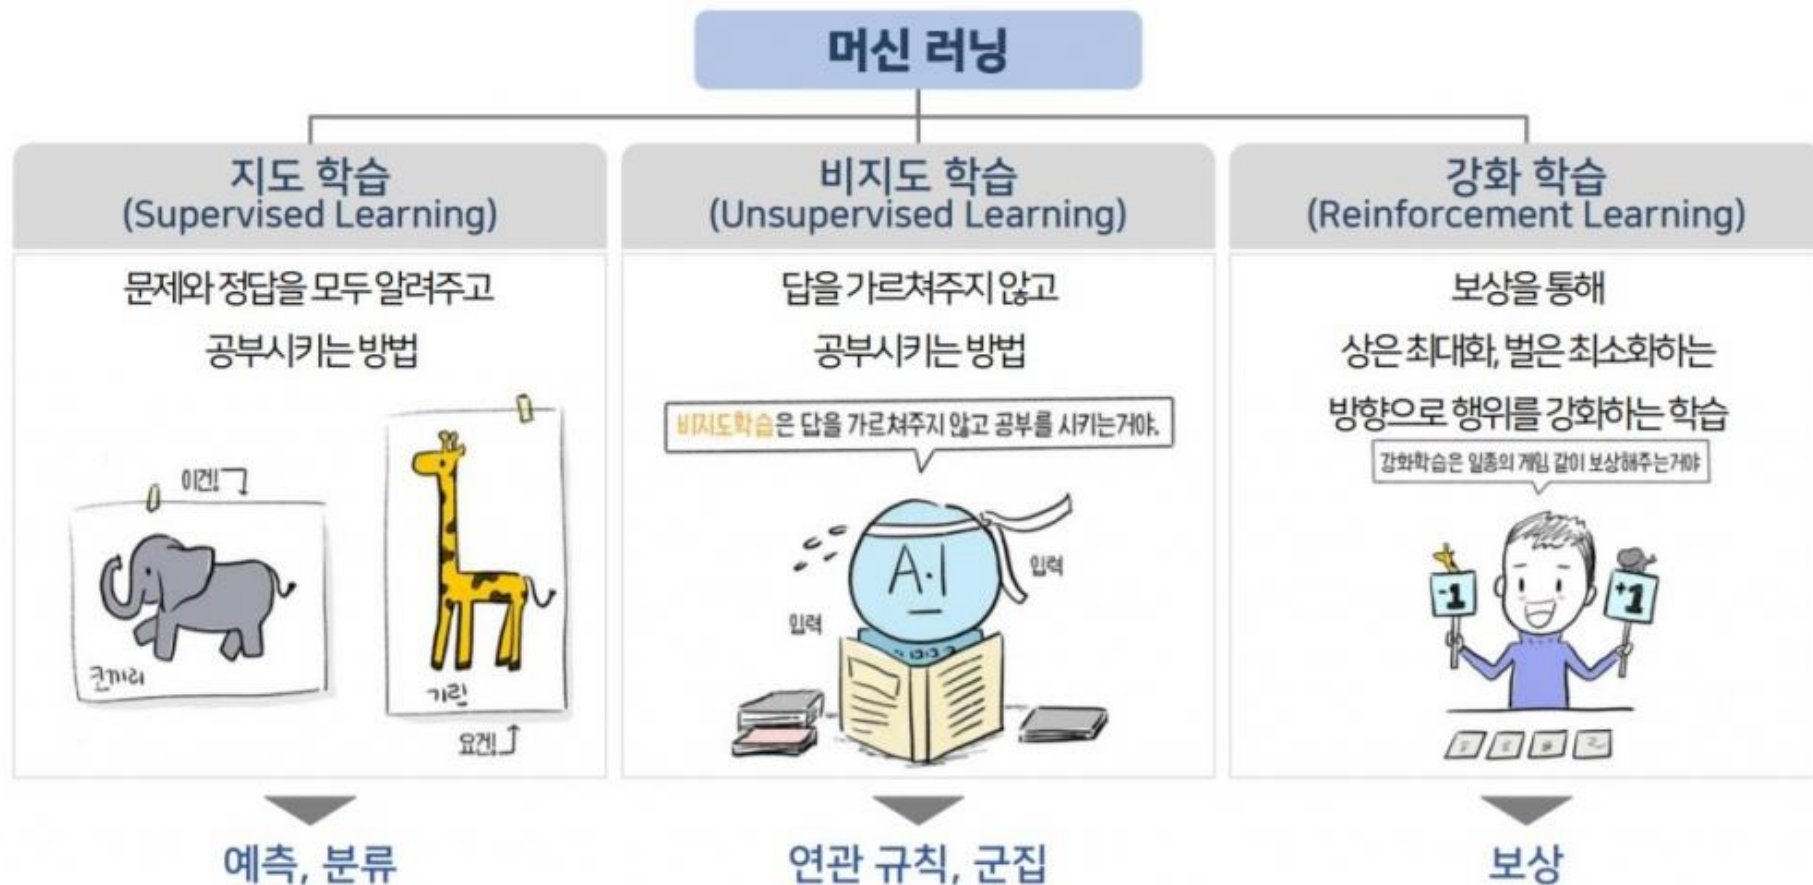 머신 러닝
지도 학습
(Supervised Learning)
문제와 정답을 모두 알려주고
공부시키는 방법
이건!
코끼리
기린
요건!
예측, 분류
비지도 학습
(Unsupervised Learning)
답을 가르쳐주지 않고
공부시키는 방법
비지도학습은 답을 가르쳐주지 않고 공부를 시키는거야.
A.I
입력
입력
연관 규칙, 군집
강화 학습
(Reinforcement Learning)
보상을 통해
상은 최대화, 벌은 최소화하는
방향으로 행위를 강화하는 학습
강화학습은 일종의 게임 같이 보상해주는거야
-1
+1
보상